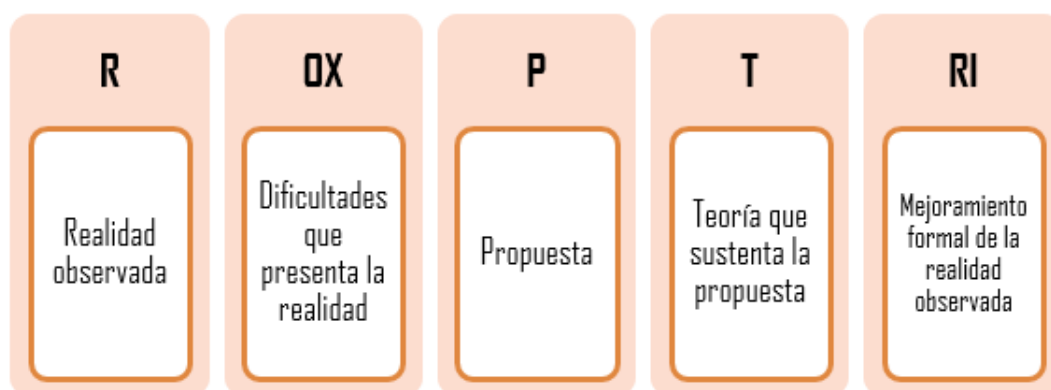 R
Realidad
observada
OX
Dificultades
que
presenta la
realidad
P
Propuesta
T
Teoría que
sustenta la
propuesta
RI
Mejoramiento
formal de la
realidad
observada